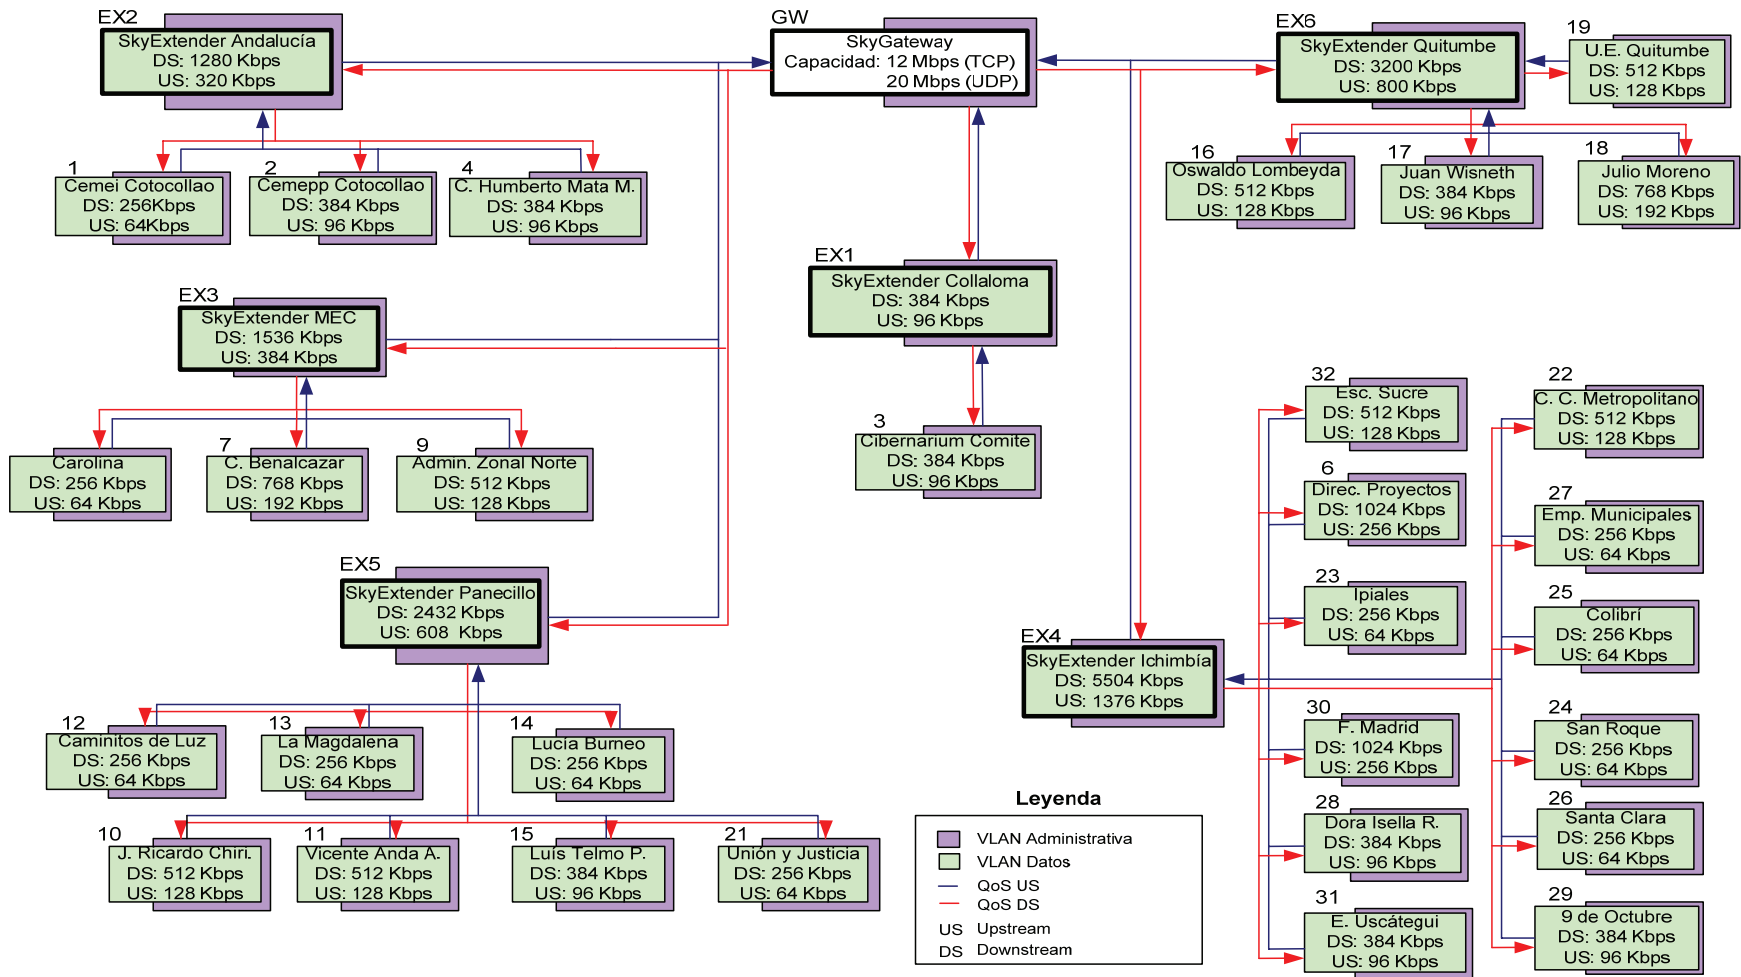 EX2
SkyExtender Andalucía
DS: 1280 Kbps
US: 320 Kbps
GW
SkyGateway
Capacidad: 12 Mbps (TCP)
20 Mbps (UDP)
EX6
SkyExtender Quitumbe
DS: 3200 Kbps
US: 800 Kbps
19
U.E. Quitumbe
DS: 512 Kbps
US: 128 Kbps
1
Cemei Cotocollao
DS: 256Kbps
US: 64Kbps
2
Cemepp Cotocollao
DS: 384 Kbps
US: 96 Kbps
4
C. Humberto Mata M.
DS: 384 Kbps
US: 96 Kbps
16
Oswaldo Lombeyda
DS: 512 Kbps
US: 128 Kbps
17
Juan Wisneth
DS: 384 Kbps
US: 96 Kbps
18
Julio Moreno
DS: 768 Kbps
US: 192 Kbps
EX1
SkyExtender Collaloma
DS: 384 Kbps
US: 96 Kbps
EX3
SkyExtender MEC
DS: 1536 Kbps
US: 384 Kbps
3
Cibernarium Comite
DS: 384 Kbps
US: 96 Kbps
Carolina
DS: 256 Kbps
US: 64 Kbps
7
C. Benalcazar
DS: 768 Kbps
US: 192 Kbps
9
Admin. Zonal Norte
DS: 512 Kbps
US: 128 Kbps
32
Esc. Sucre
DS: 512 Kbps
US: 128 Kbps
22
C. C. Metropolitano
DS: 512 Kbps
US: 128 Kbps
6
Direc. Proyectos
DS: 1024 Kbps
US: 256 Kbps
27
Emp. Municipales
DS: 256 Kbps
US: 64 Kbps
23
Ipiales
DS: 256 Kbps
US: 64 Kbps
25
Colibrí
DS: 256 Kbps
US: 64 Kbps
EX5
SkyExtender Panecillo
DS: 2432 Kbps
US: 608 Kbps
EX4
SkyExtender Ichimbía
DS: 5504 Kbps
US: 1376 Kbps
12
Caminitos de Luz
DS: 256 Kbps
US: 64 Kbps
13
La Magdalena
DS: 256 Kbps
US: 64 Kbps
14
Lucía Burneo
DS: 256 Kbps
US: 64 Kbps
30
F. Madrid
DS: 1024 Kbps
US: 256 Kbps
24
San Roque
DS: 256 Kbps
US: 64 Kbps
10
J. Ricardo Chiri.
DS: 512 Kbps
US: 128 Kbps
11
Vicente Anda A.
DS: 512 Kbps
US: 128 Kbps
15
Luís Telmo P.
DS: 384 Kbps
US: 96 Kbps
21
Unión y Justicia
DS: 256 Kbps
US: 64 Kbps
28
Dora Isella R.
DS: 384 Kbps
US: 96 Kbps
26
Santa Clara
DS: 256 Kbps
US: 64 Kbps
31
E. Uscátegui
DS: 384 Kbps
US: 96 Kbps
29
9 de Octubre
DS: 384 Kbps
US: 96 Kbps
Leyenda
VLAN Administrativa
VLAN Datos
QoS US
QoS DS
US Upstream
DS Downstream